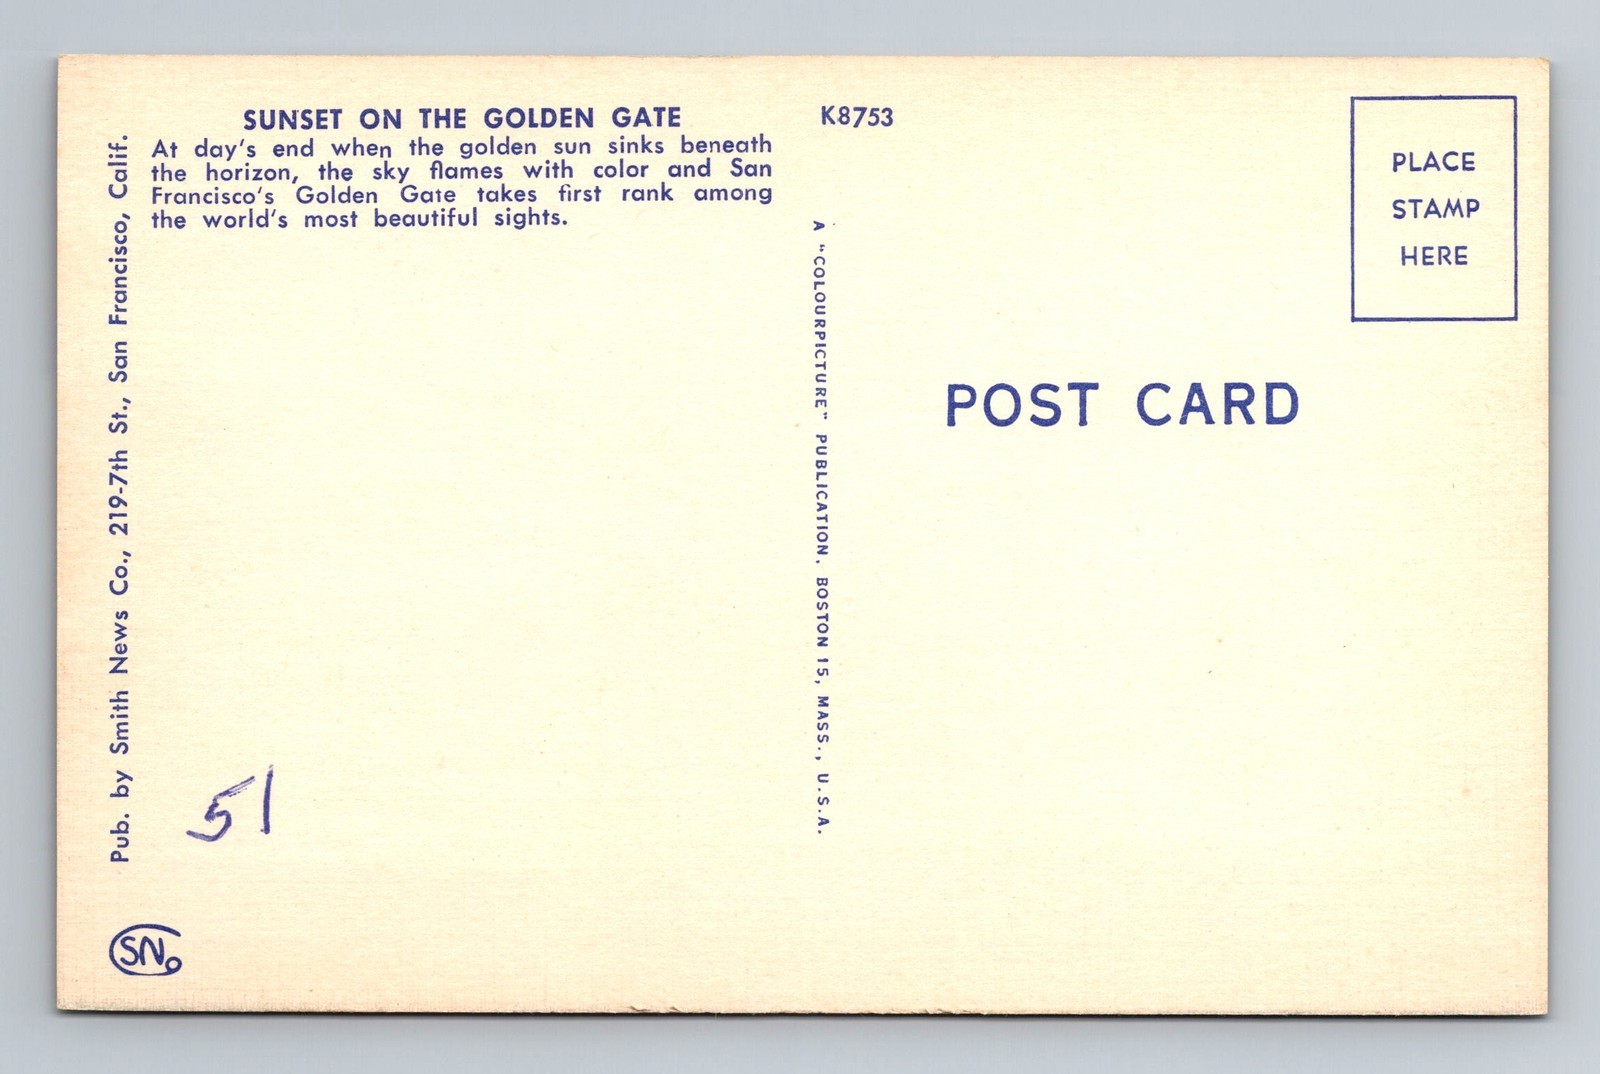 SUNSET ON THE GOLDEN GATE
At day's end when the golden sun sinks beneath
the horizon, the sky flames with color and San
Francisco's Golden Gate takes first rank among
the world's most beautiful sights.
Pub. by Smith News Co., 219-7th St., San Francisco, Calif.
51
SNo
K8753
A "COLOURPICTURE" PUBLICATION, BOSTON 15, MASS., U.S.A.
PLACE
STAMP
HERE
POST CARD